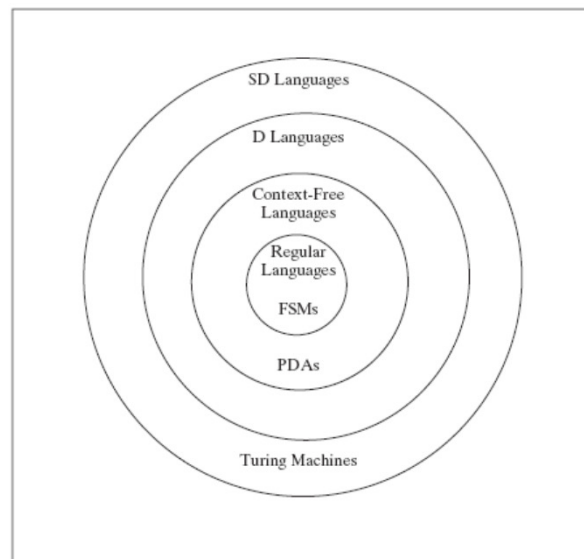 SD Languages
D Languages
Context-Free
Languages
Regular
Languages
FSMs
PDAs
Turing Machines